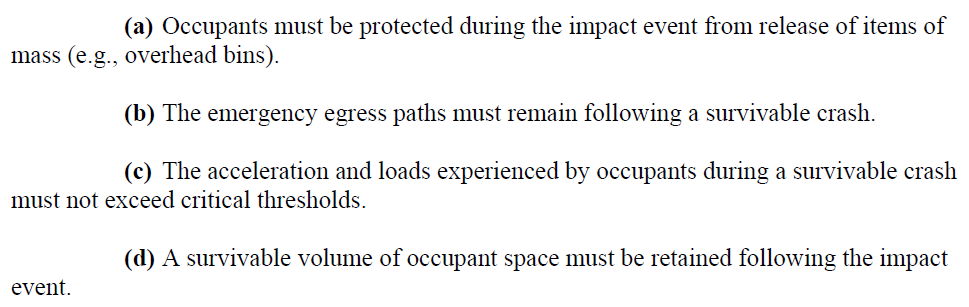 (a) Occupants must be protected during the impact event from release of items of
mass (e.g., overhead bins).
(b) The emergency egress paths must remain following a survivable crash.
(c) The acceleration and loads experienced by occupants during a survivable crash
must not exceed critical thresholds.
(d) A survivable volume of occupant space must be retained following the impact
event.